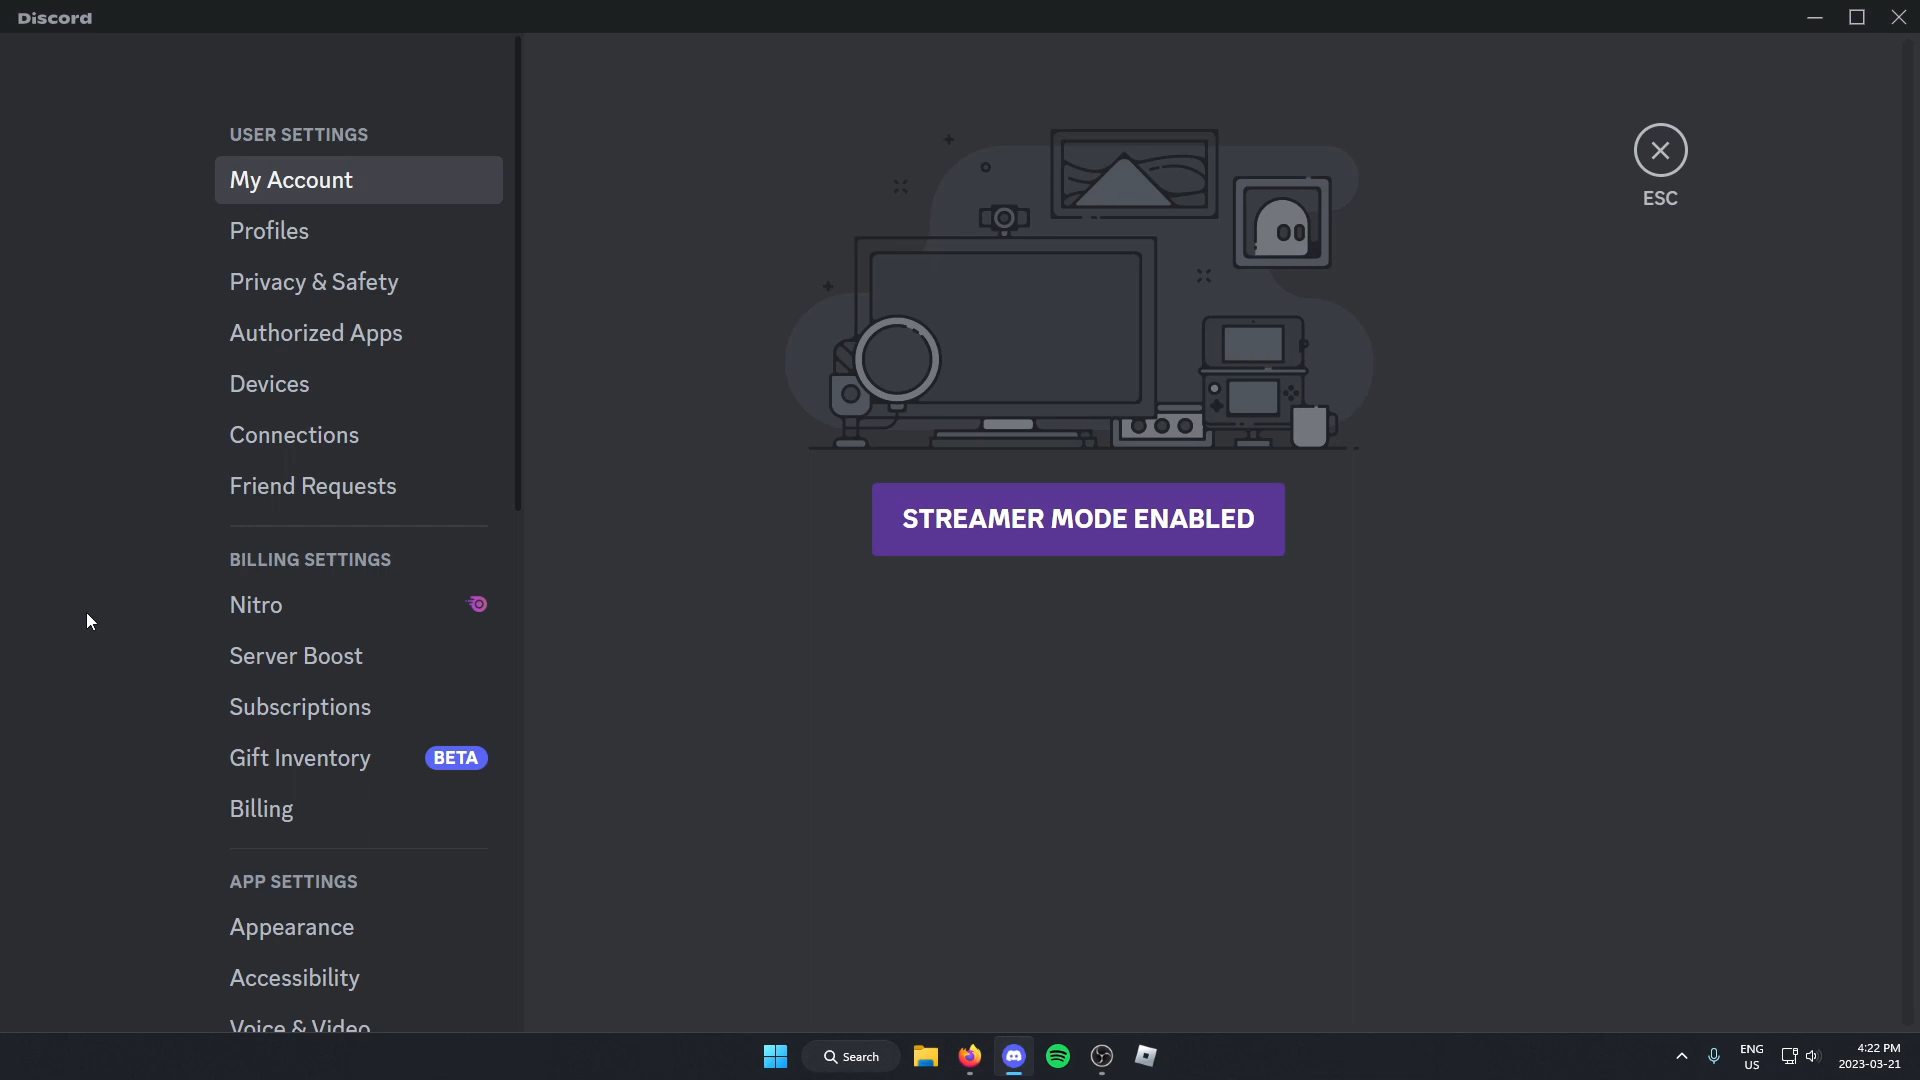 Discord
USER SETTINGS
My Account
Profiles
Privacy & Safety
Authorized Apps
Devices
Connections
Friend Requests
BILLING SETTINGS
Nitro
Server Boost
Subscriptions
Gift Inventory BETA
Billing
APP SETTINGS
Appearance
Accessibility
Voice & Video
ESC
STREAMER MODE ENABLED
Search
ENG
US
4:22 PM
2023-03-21